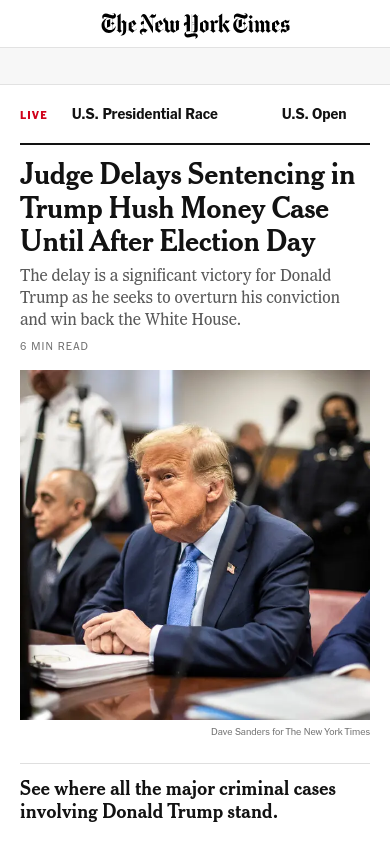 The New York Times
LIVE U.S. Presidential Race U.S. Open
Judge Delays Sentencing in
Trump Hush Money Case
Until After Election Day
The delay is a significant victory for Donald
Trump as he seeks to overturn his conviction
and win back the White House.
6 MIN READ
Dave Sanders for The New York Times
See where all the major criminal cases
involving Donald Trump stand.